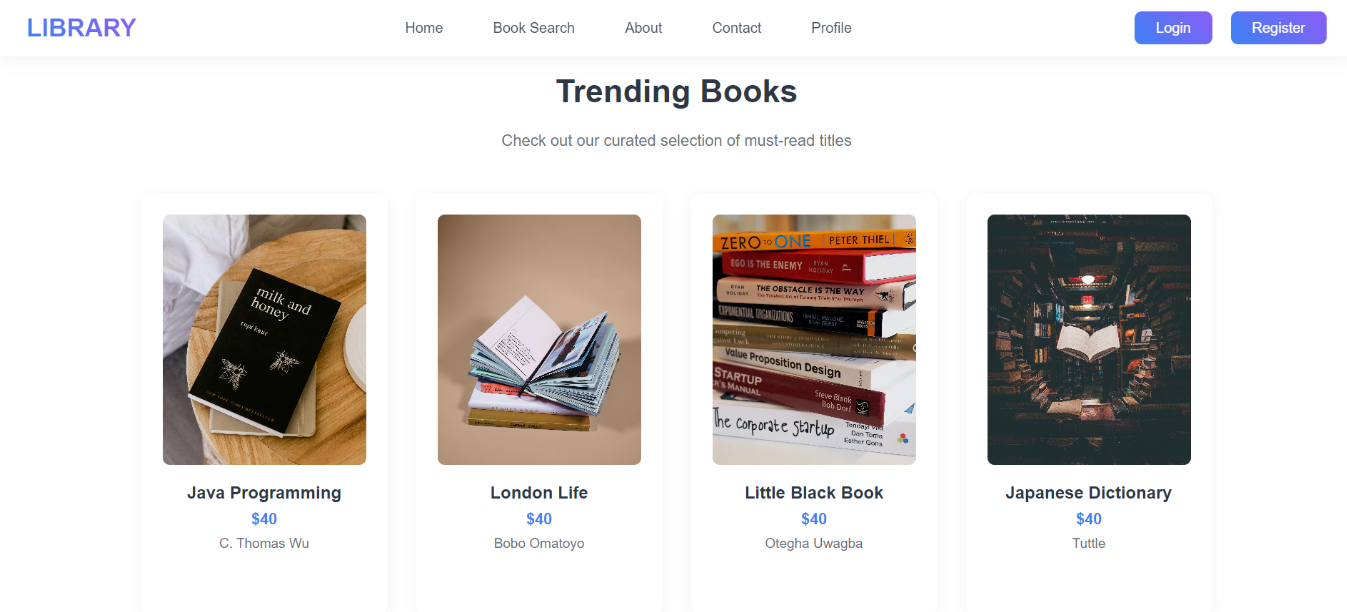 LIBRARY
Home
Book Search
About
Contact
Profile
Login
Register
Trending Books
Check out our curated selection of must-read titles
milk and
honey
rupi kaur
ZERO TO ONE PETER THIEL
EGO IS THE ENEMY RYAN
HOLIDAY
RYAN
HOLIDAY
THE OBSTACLE IS THE WAY
EXPONENTIAL ORGANIZATIONS
Value Proposition Design
STARTUP
Steve Blank
Bob Dorf
The Corporate Startup
Dan Toma
Esther Gons
Java Programming
$40
C. Thomas Wu
London Life
$40
Bobo Omatoyo
Little Black Book
$40
Otegha Uwagba
Japanese Dictionary
$40
Tuttle